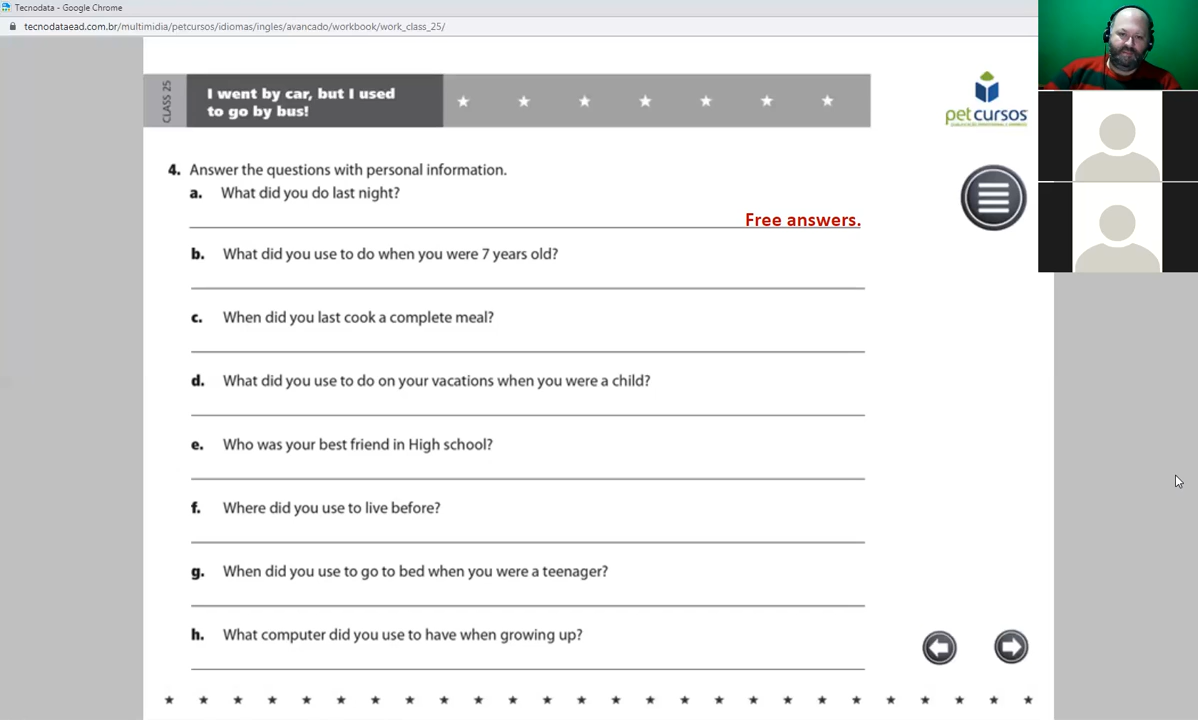 Tecnodata - Google Chrome
tecnodataead.com.br/multimidia/petcursos/idiomas/ingles/avancado/workbook/work_class_25/
CLASS 25
I went by car, but I used
to go by bus!
petcursos
4. Answer the questions with personal information.
a. What did you do last night?
Free answers.
b. What did you use to do when you were 7 years old?
c. When did you last cook a complete meal?
d. What did you use to do on your vacations when you were a child?
e. Who was your best friend in High school?
f. Where did you use to live before?
g. When did you use to go to bed when you were a teenager?
h. What computer did you use to have when growing up?